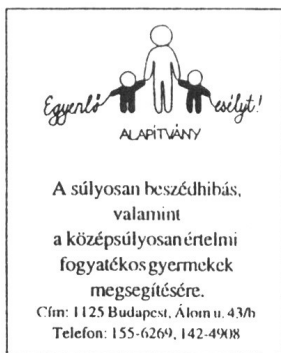 Egyenlő esélyt!
ALAPÍTVÁNY
A súlyosan beszédhibás,
valamint
a középsúlyosan értelmi
fogyatékos gyermekek
megsegítésére.
Cím: 1125 Budapest, Álom u. 43/b
Telefon: 155-6269, 142-4908